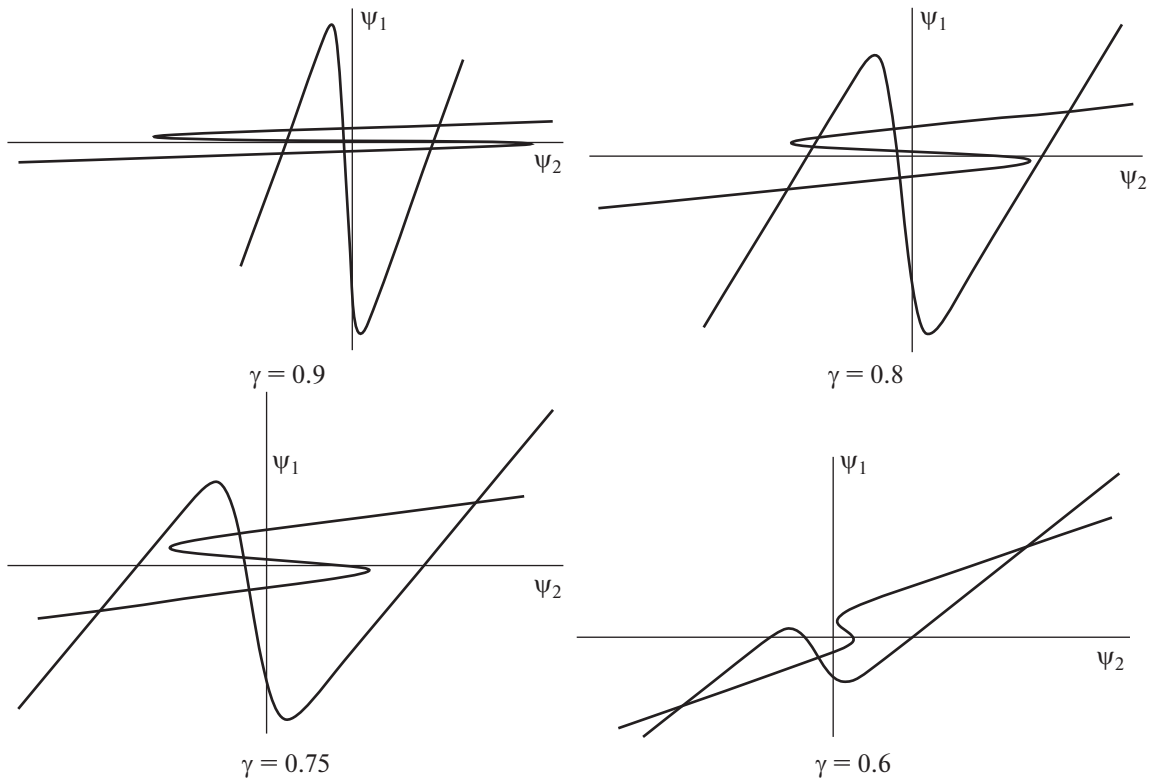 ψ₁
ψ₂
γ = 0.9
ψ₁
ψ₂
γ = 0.8
ψ₁
ψ₂
γ = 0.75
ψ₁
ψ₂
γ = 0.6